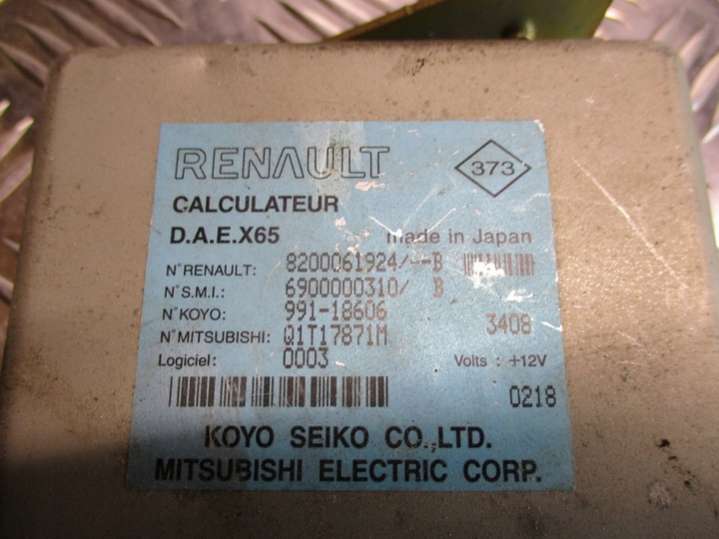 RENAULT 373
CALCULATEUR
D.A.E.X65 made in Japan
N° RENAULT: 8200061924/--B
N° S.M.I.: 6900000310/ B
N° KOYO: 991-18606
N° MITSUBISHI: Q1T17871M 3408
Logiciel: 0003 Volts : +12V
0218
KOYO SEIKO CO.,LTD.
MITSUBISHI ELECTRIC CORP.